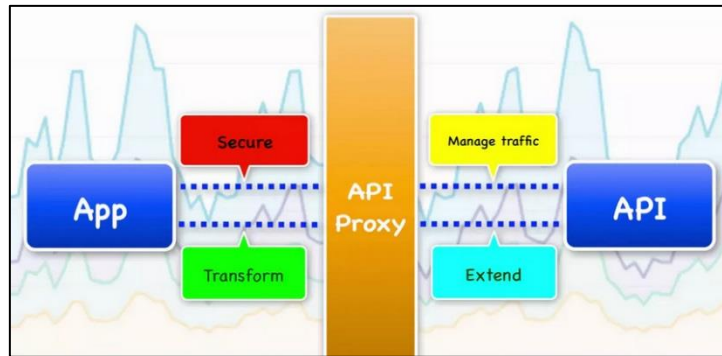 Secure
Manage traffic
App
API
Proxy
API
Transform
Extend